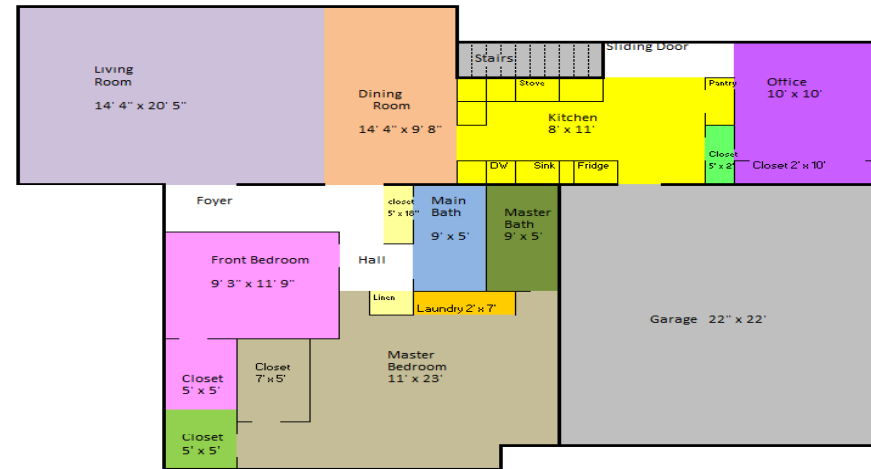 Living
Room
14' 4" x 20' 5"
Dining
Room
14' 4" x 9' 8"
Stairs
Sliding Door
Stove
Pantry
Office
10' x 10'
Kitchen
8' x 11'
Closet
5' x 2'
Closet 2' x 10'
DW
Sink
Fridge
Foyer
closet
5' x 18"
Main
Bath
9' x 5'
Master
Bath
9' x 5'
Front Bedroom
9' 3" x 11' 9"
Hall
Linen
Laundry 2' x 7'
Garage 22" x 22'
Closet
7' x 5'
Master
Bedroom
11' x 23'
Closet
5' x 5'
Closet
5' x 5'